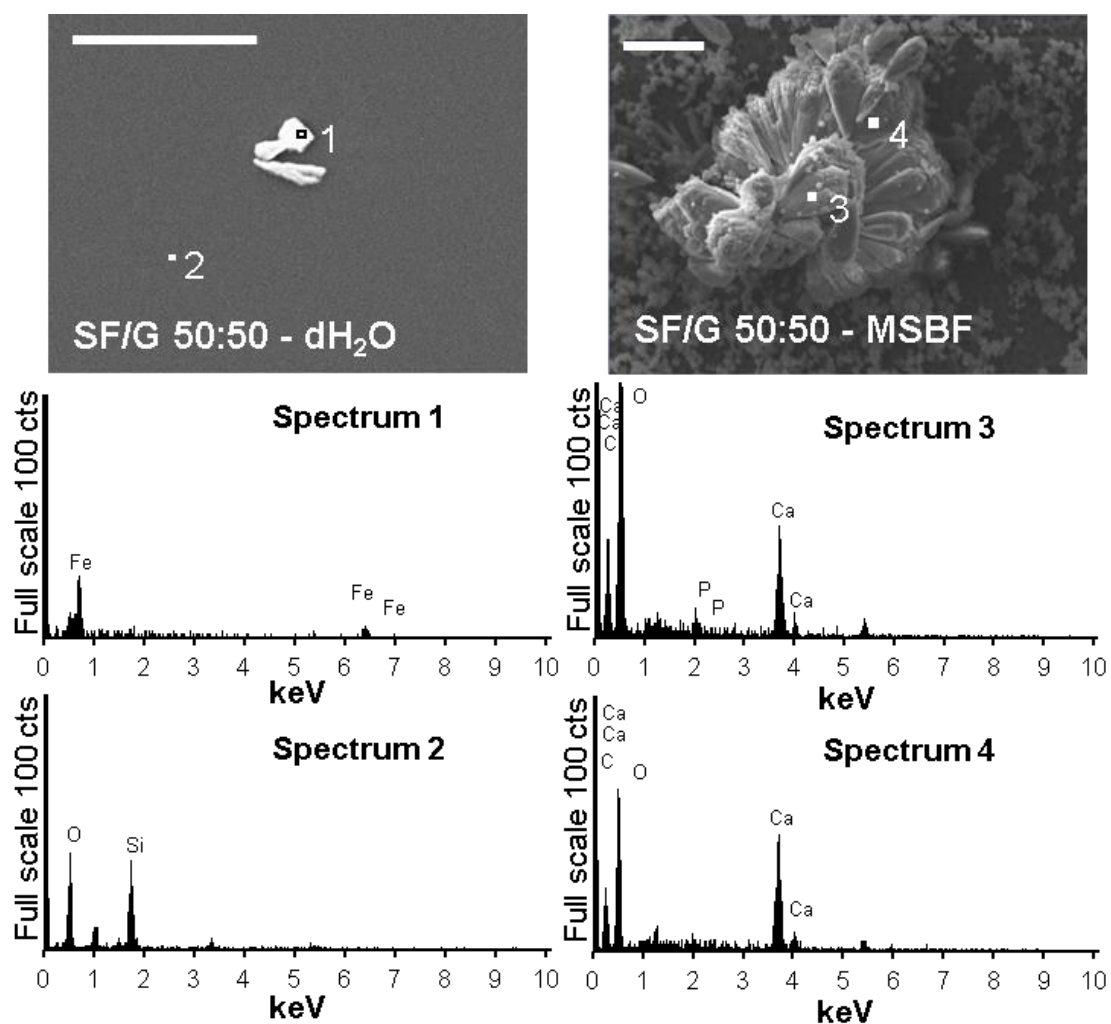 1
2
SF/G 50:50 - dH₂O
4
3
SF/G 50:50 - MSBF
Full scale 100 cts
Spectrum 1
Fe
Fe
Fe
0 1 2 3 4 5 6 7 8 9 10
keV
Full scale 100 cts
Spectrum 3
Ca
Ca
C
O
P
P
Ca
Ca
0 1 2 3 4 5 6 7 8 9 10
keV
Full scale 100 cts
Spectrum 2
O
Si
0 1 2 3 4 5 6 7 8 9 10
keV
Full scale 100 cts
Spectrum 4
Ca
Ca
C
O
Ca
Ca
0 1 2 3 4 5 6 7 8 9 10
keV